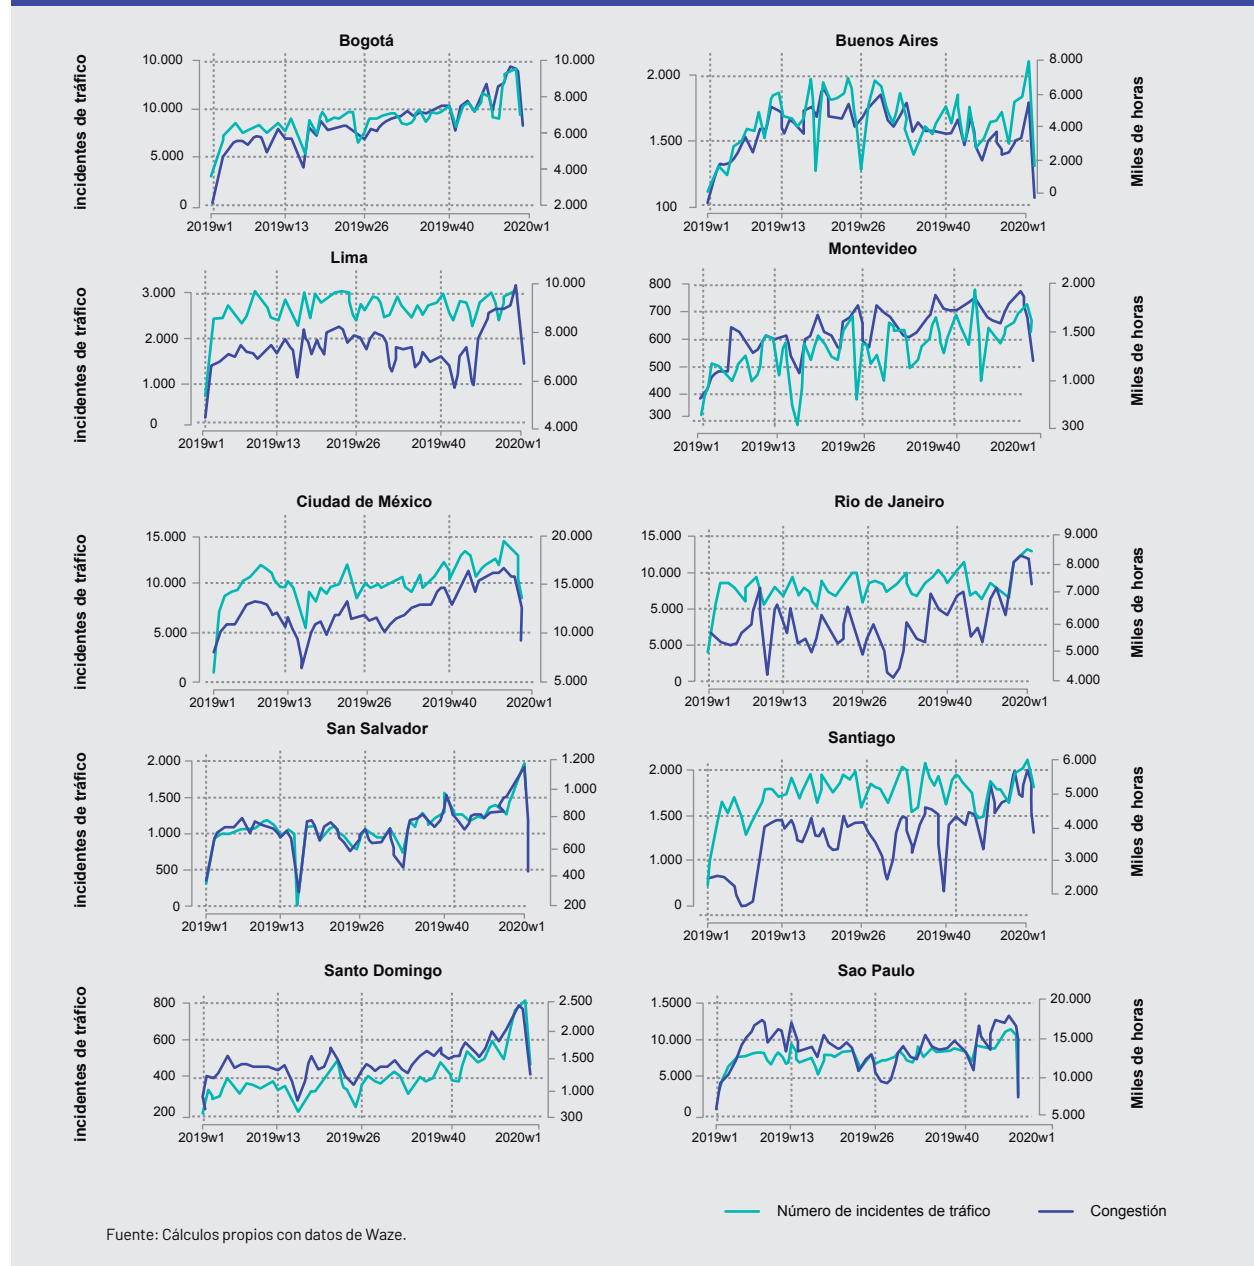 Bogotá
incidentes de tráfico
10.000
10.000
5.000
0
10.000
8.000
6.000
4.000
2.000
2019w1 2019w13 2019w26 2019w40 2020w1
Buenos Aires
2.000
1.500
100
8.000
6.000
4.000
2.000
0
Miles de horas
2019w1 2019w13 2019w26 2019w40 2020w1
Lima
incidentes de tráfico
3.000
2.000
1.000
0
10.000
8.000
6.000
4.000
2019w1 2019w13 2019w26 2019w40 2020w1
Montevideo
800
700
600
500
400
300
2.000
1.500
1.000
300
Miles de horas
2019w1 2019w13 2019w26 2019w40 2020w1
Ciudad de México
incidentes de tráfico
15.000
10.000
5.000
0
20.000
15.000
10.000
5.000
2019w1 2019w13 2019w26 2019w40 2020w1
Rio de Janeiro
15.000
10.000
5.000
5.000
0
9.000
8.000
7.000
6.000
5.000
4.000
Miles de horas
2019w1 2019w13 2019w26 2019w40 2020w1
San Salvador
incidentes de tráfico
2.000
1.500
1.000
500
0
1.200
1.000
800
600
400
200
2019w1 2019w13 2019w26 2019w40 2020w1
Santiago
2.000
1.500
1.000
0
6.000
5.000
4.000
3.000
2.000
Miles de horas
2019w1 2019w13 2019w26 2019w40 2020w1
Santo Domingo
incidentes de tráfico
800
600
400
200
2.500
2.000
1.500
1.000
300
2019w1 2019w13 2019w26 2019w40 2020w1
Sao Paulo
1.5000
10.000
5.000
0
20.000
15.000
10.000
5.000
Miles de horas
2019w1 2019w13 2019w26 2019w40 2020w1
Número de incidentes de tráfico Congestión
Fuente: Cálculos propios con datos de Waze.